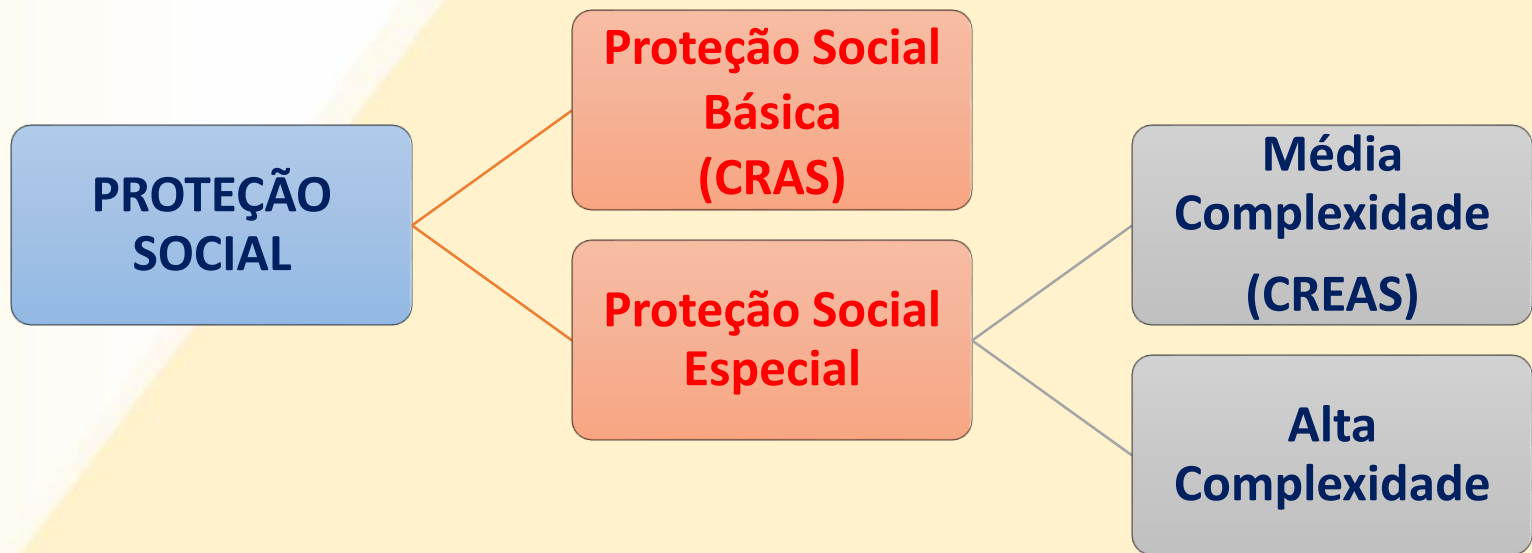 PROTEÇÃO
SOCIAL
Proteção Social
Básica
(CRAS)
Proteção Social
Especial
Média
Complexidade
(CREAS)
Alta
Complexidade